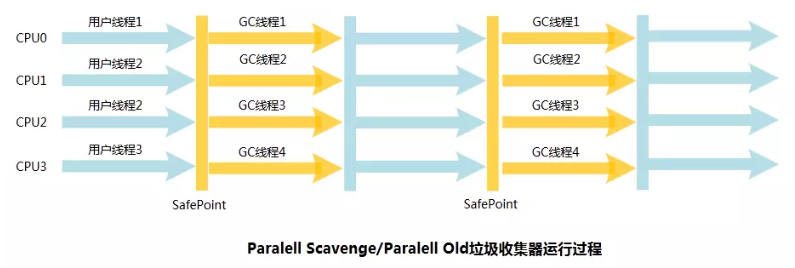 用户线程1 GC线程1 GC线程1
CPU0
用户线程2 GC线程2 GC线程2
CPU1
用户线程2 GC线程3 GC线程3
CPU2
用户线程3 GC线程4 GC线程4
CPU3
SafePoint SafePoint
Paralell Scavenge/Paralell Old垃圾收集器运行过程